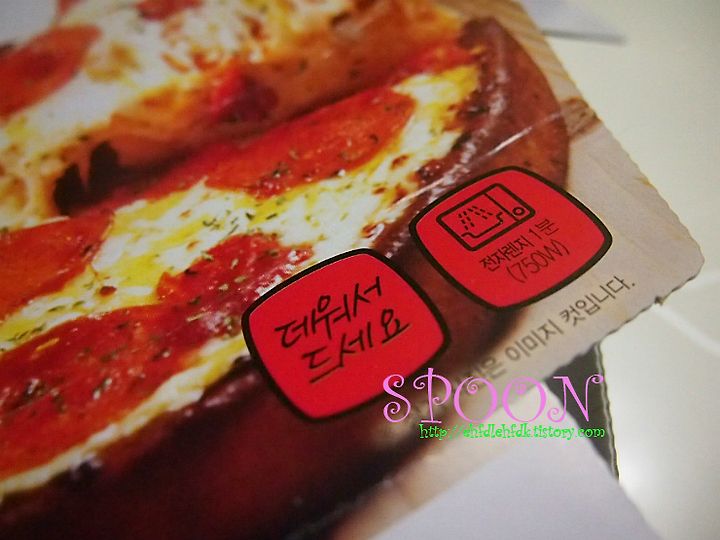 전자렌지 1분
(750W)
데워서
드세요
이미지 컷입니다.
SPOON
http://ehfdlehfdk.tistory.com